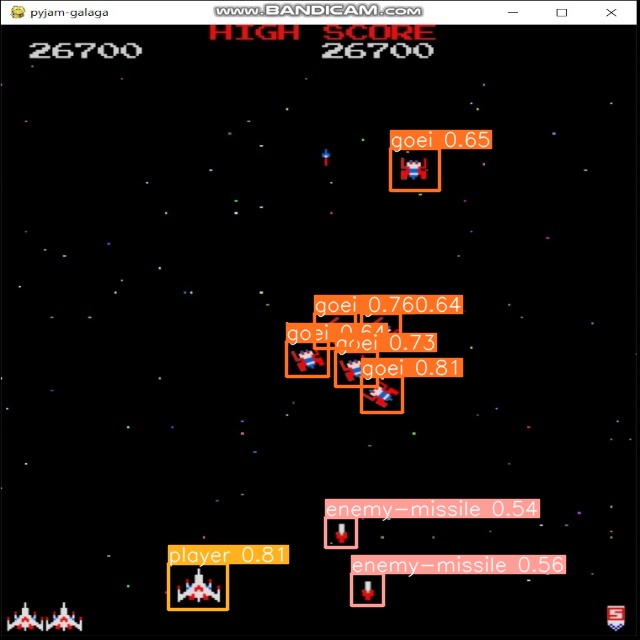 pyjam-galaga
www.BANDICAM.com
HIGH SCORE
26700 26700
goei 0.65
goei 0.760.64
goei 0.64
goei 0.73
goei 0.81
enemy-missile 0.54
player 0.81
enemy-missile 0.56
5